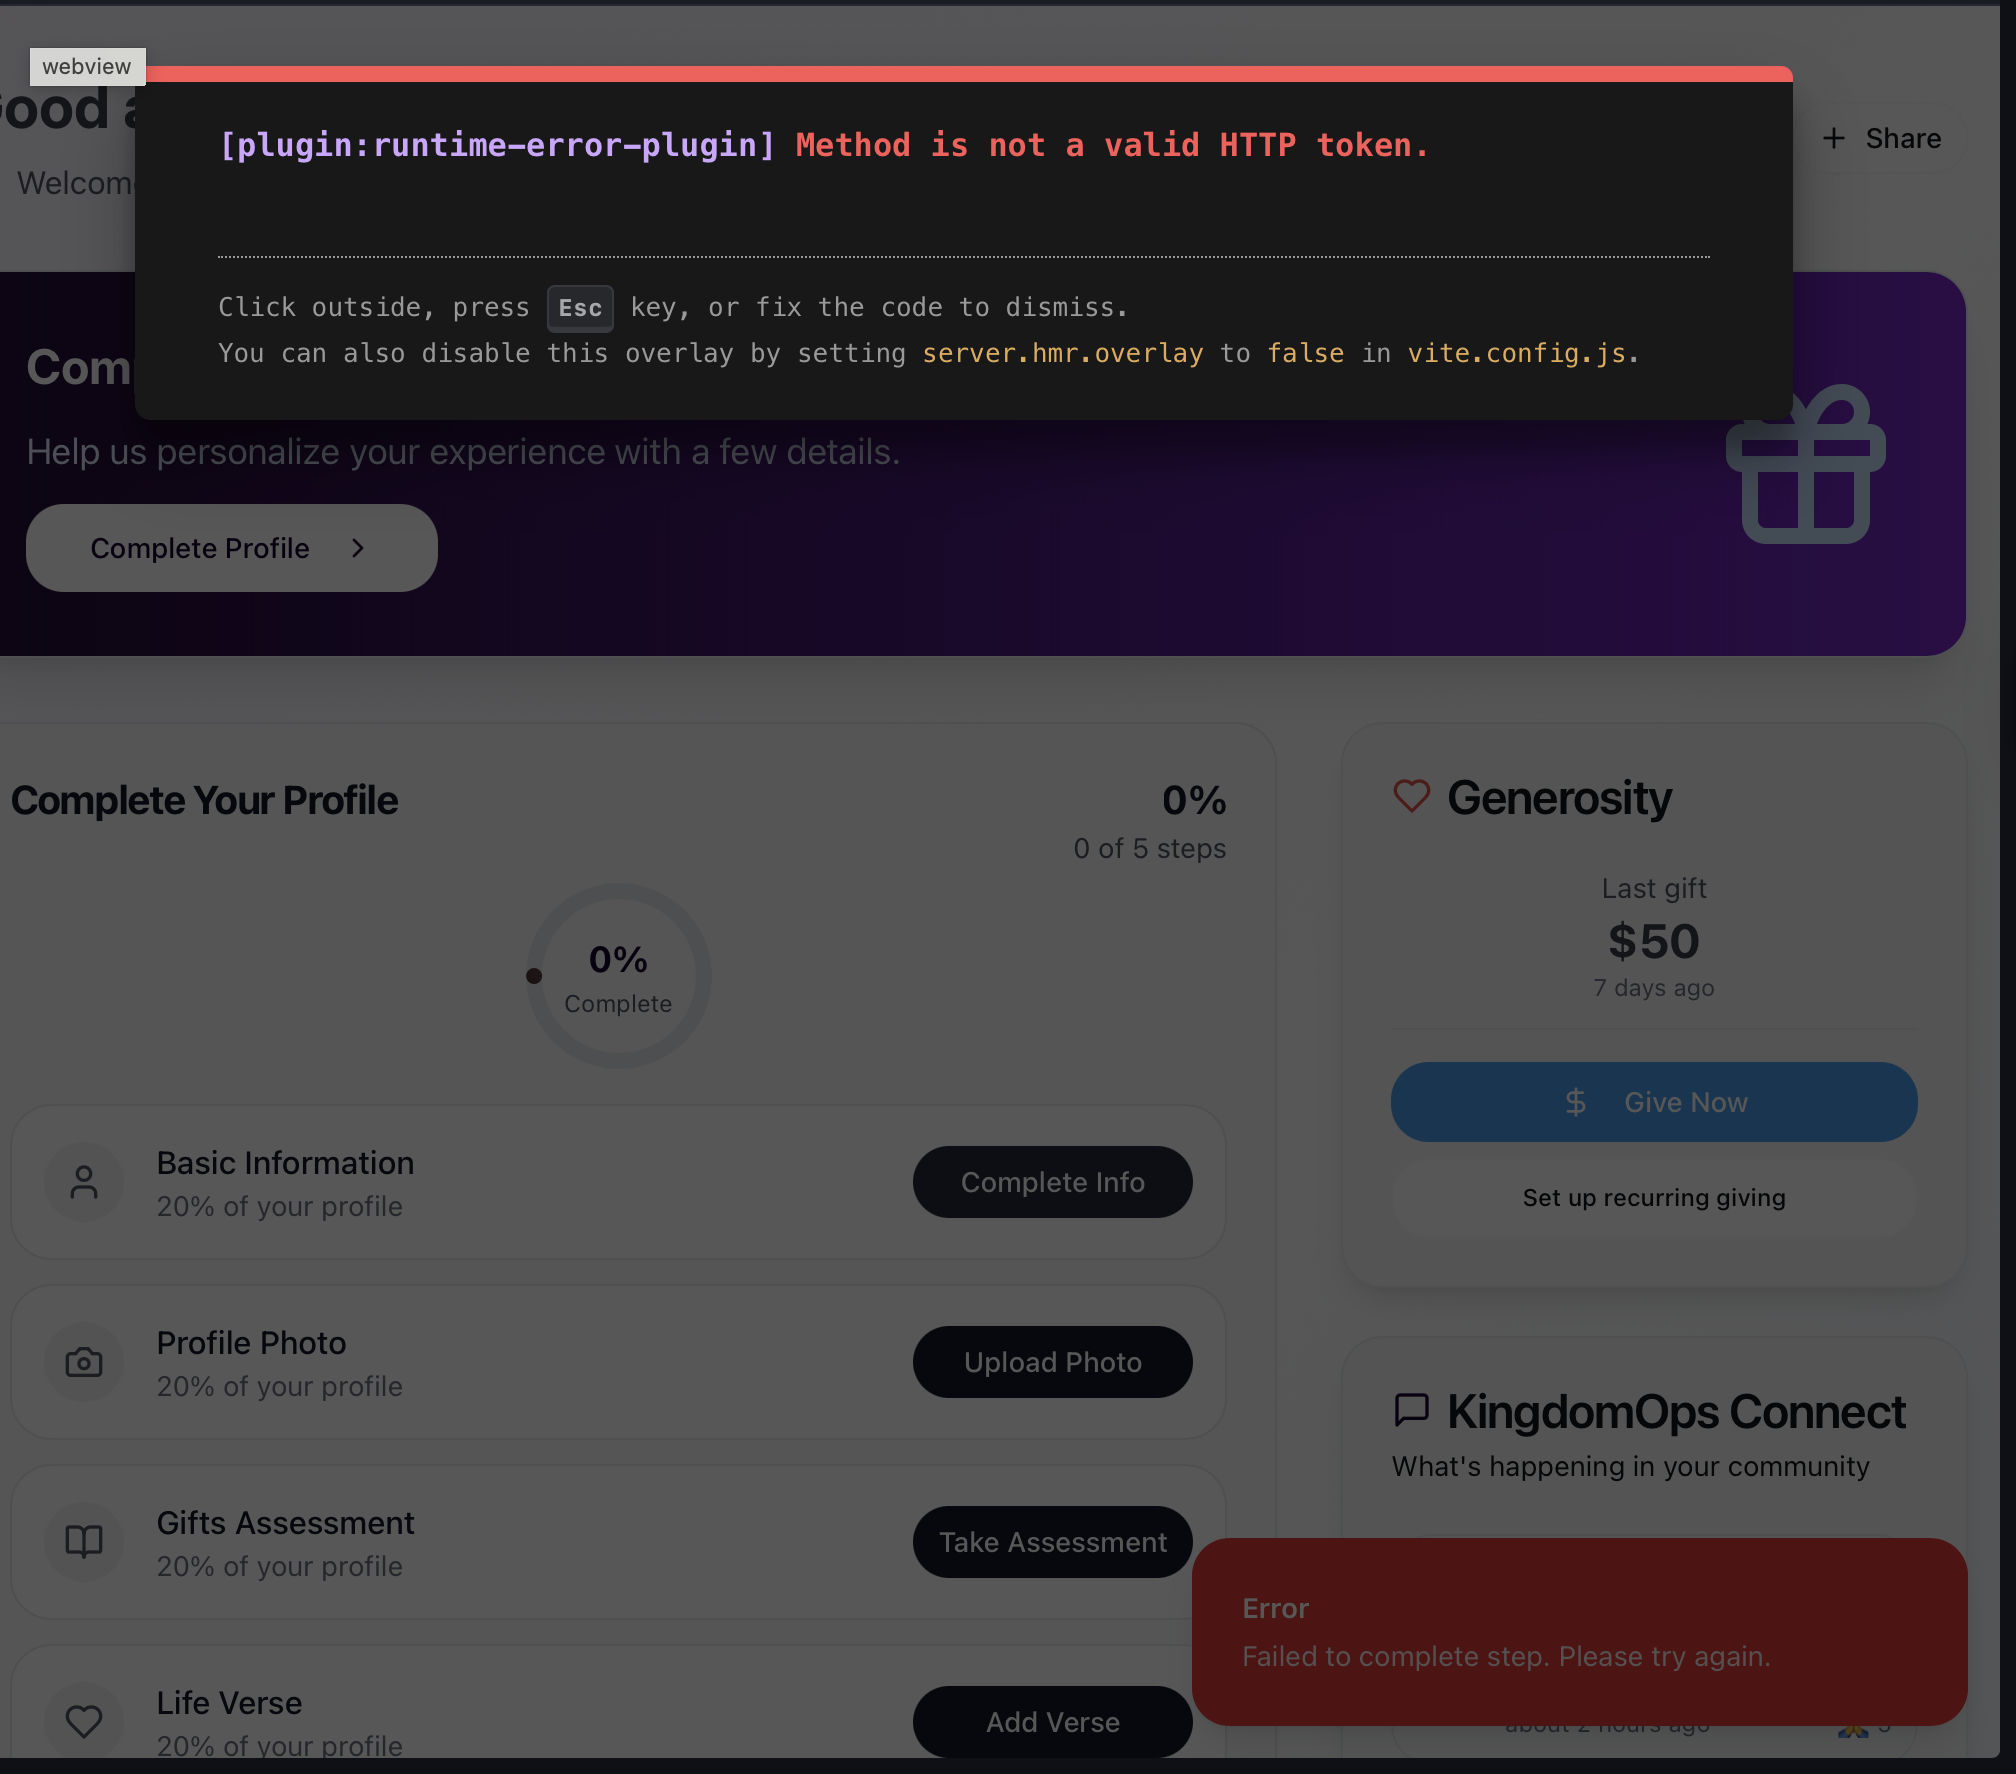 webview
[plugin:runtime-error-plugin] Method is not a valid HTTP token.
Share
Click outside, press Esc key, or fix the code to dismiss.
You can also disable this overlay by setting server.hmr.overlay to false in vite.config.js.
Help us personalize your experience with a few details.
Complete Profile
Complete Your Profile
0%
0 of 5 steps
0%
Complete
Basic Information
20% of your profile
Complete Info
Profile Photo
20% of your profile
Upload Photo
Gifts Assessment
20% of your profile
Take Assessment
Life Verse
20% of your profile
Add Verse
Generosity
Last gift
$50
7 days ago
Give Now
Set up recurring giving
KingdomOps Connect
What's happening in your community
Error
Failed to complete step. Please try again.
about 2 hours ago